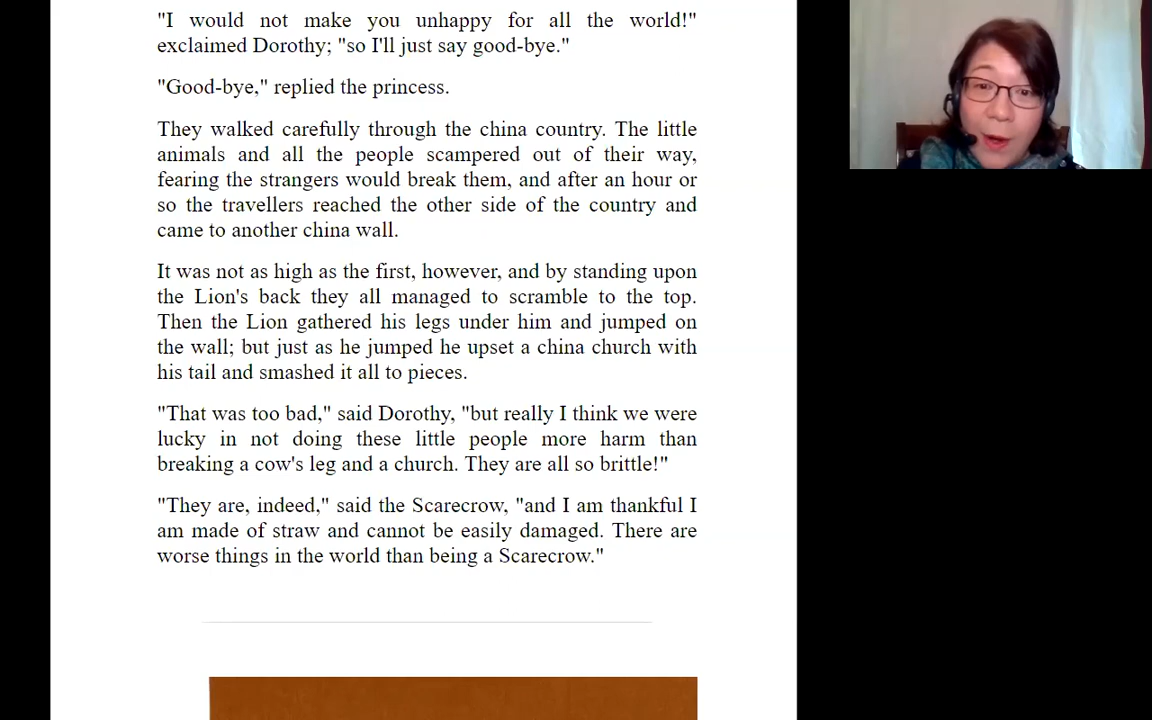 "I would not make you unhappy for all the world!"
exclaimed Dorothy; "so I'll just say good-bye."
"Good-bye," replied the princess.
They walked carefully through the china country. The little
animals and all the people scampered out of their way,
fearing the strangers would break them, and after an hour or
so the travellers reached the other side of the country and
came to another china wall.
It was not as high as the first, however, and by standing upon
the Lion's back they all managed to scramble to the top.
Then the Lion gathered his legs under him and jumped on
the wall; but just as he jumped he upset a china church with
his tail and smashed it all to pieces.
"That was too bad," said Dorothy, "but really I think we were
lucky in not doing these little people more harm than
breaking a cow's leg and a church. They are all so brittle!"
"They are, indeed," said the Scarecrow, "and I am thankful I
am made of straw and cannot be easily damaged. There are
worse things in the world than being a Scarecrow."